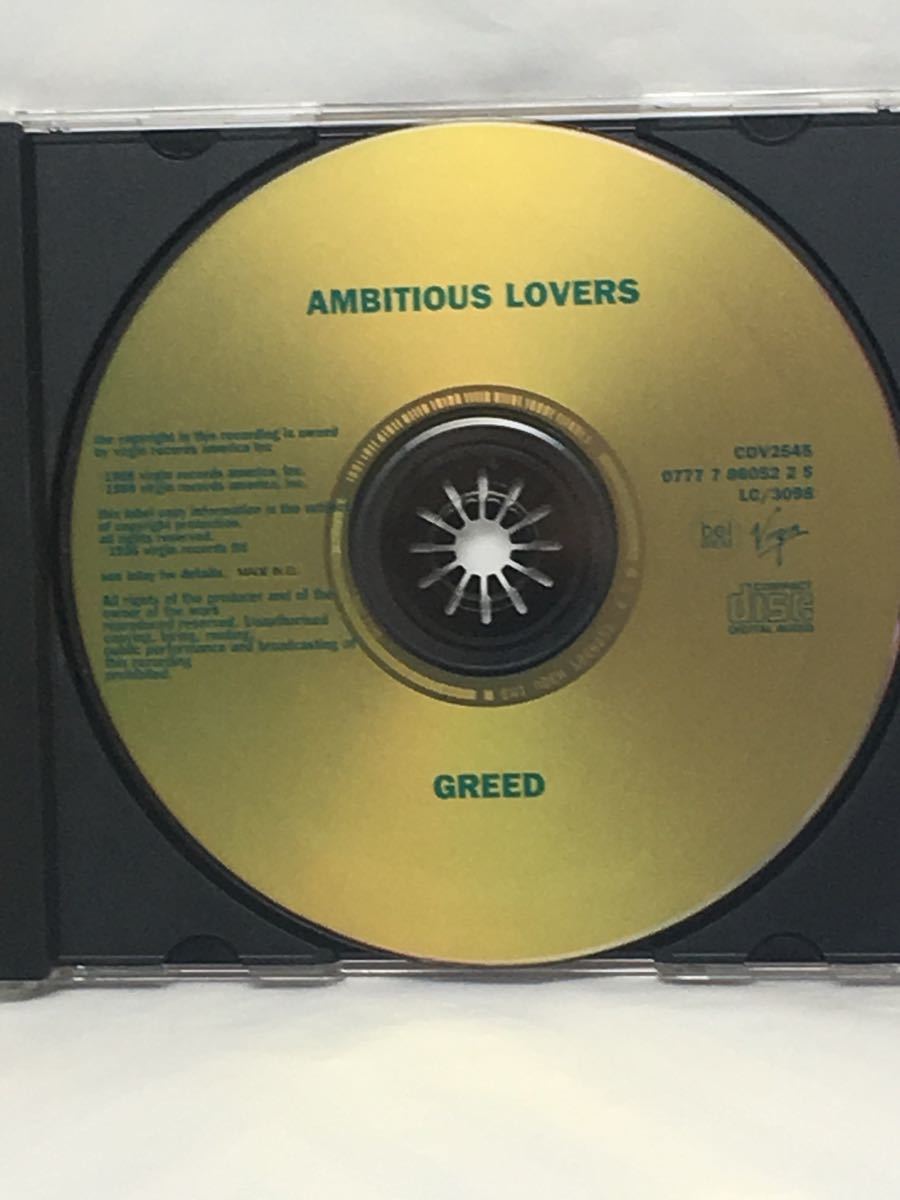 AMBITIOUS LOVERS
the copyright in this recording is owned
by virgin records america inc
1988 virgin records america, inc.
1988 virgin records america, inc.
this label copy information is the subject
of copyright protection.
all rights reserved.
virgin records ltd
see inlay for details. MADE IN EU
All rights of the producer and of the
owner of the work
reproduced reserved. Unauthorised
copying, hiring, renting,
public performance and broadcasting of
this recording
prohibited.
CDV2545
0777 7 86052 2 5
LC/3098
Virgin
COMPACT
disc
DIGITAL AUDIO
GREED